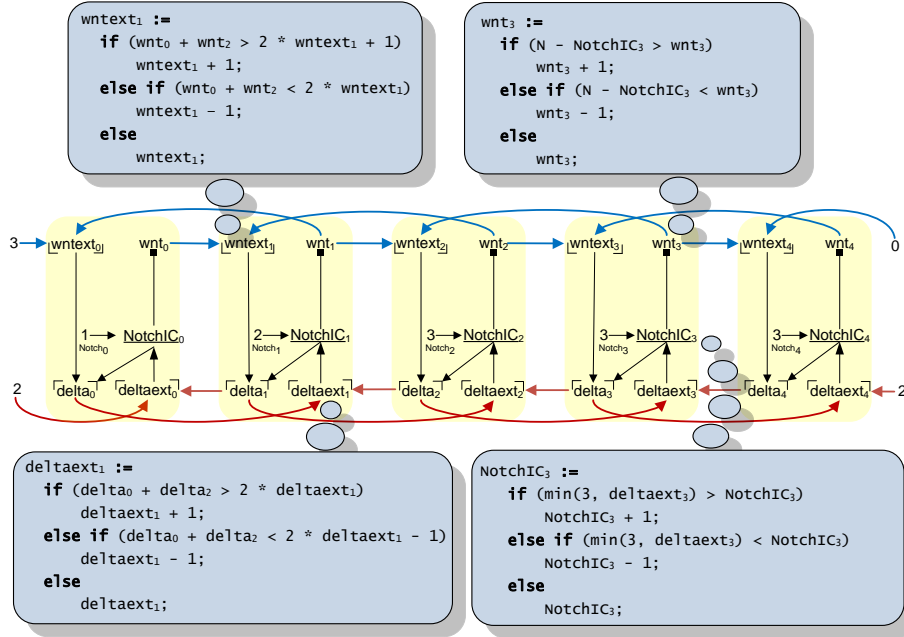 wntext₁ :=
if (wnt₀ + wnt₂ > 2 * wntext₁ + 1)
wntext₁ + 1;
else if (wnt₀ + wnt₂ < 2 * wntext₁)
wntext₁ - 1;
else
wntext₁;
wnt₃ :=
if (N - NotchIC₃ > wnt₃)
wnt₃ + 1;
else if (N - NotchIC₃ < wnt₃)
wnt₃ - 1;
else
wnt₃;
3 wntext₀ wnt₀ wntext₁ wnt₁ wntext₂ wnt₂ wntext₃ wnt₃ wntext₄ wnt₄ 0
1 NotchIC₀ 2 NotchIC₁ 3 NotchIC₂ 3 NotchIC₃ 3 NotchIC₄
Notch₀ Notch₁ Notch₂ Notch₃ Notch₄
2 delta₀ deltaext₀ delta₁ deltaext₁ delta₂ deltaext₂ delta₃ deltaext₃ delta₄ deltaext₄ 2
deltaext₁ :=
if (delta₀ + delta₂ > 2 * deltaext₁)
deltaext₁ + 1;
else if (delta₀ + delta₂ < 2 * deltaext₁ - 1)
deltaext₁ - 1;
else
deltaext₁;
NotchIC₃ :=
if (min(3, deltaext₃) > NotchIC₃)
NotchIC₃ + 1;
else if (min(3, deltaext₃) < NotchIC₃)
NotchIC₃ - 1;
else
NotchIC₃;